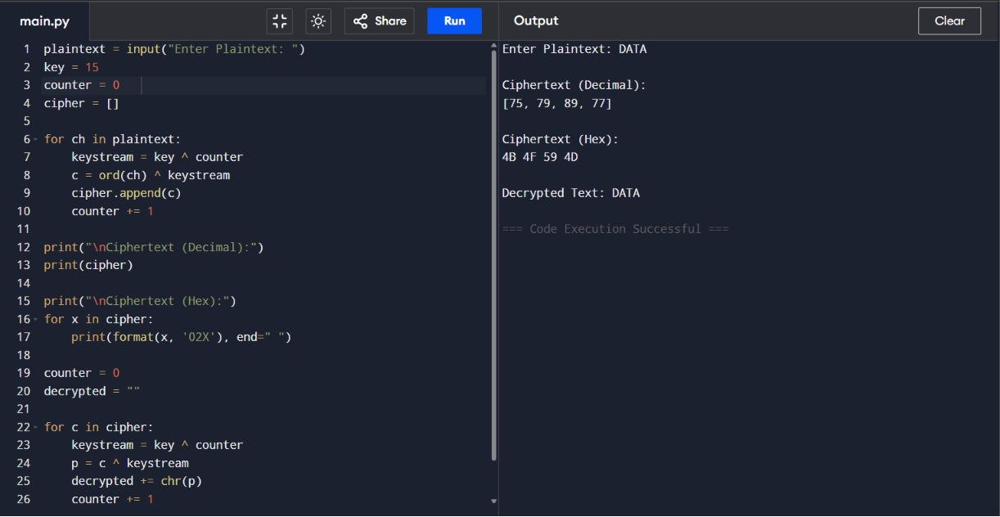 main.py
Share
Run
Output
Clear
1 plaintext = input("Enter Plaintext: ")
2 key = 15
3 counter = 0
4 cipher = []
5
6 for ch in plaintext:
7     keystream = key ^ counter
8     c = ord(ch) ^ keystream
9     cipher.append(c)
10     counter += 1
11
12 print("\nCiphertext (Decimal):")
13 print(cipher)
14
15 print("\nCiphertext (Hex):")
16 for x in cipher:
17     print(format(x, '02X'), end=" ")
18
19 counter = 0
20 decrypted = ""
21
22 for c in cipher:
23     keystream = key ^ counter
24     p = c ^ keystream
25     decrypted += chr(p)
26     counter += 1
Enter Plaintext: DATA
Ciphertext (Decimal):
[75, 79, 89, 77]
Ciphertext (Hex):
4B 4F 59 4D
Decrypted Text: DATA
=== Code Execution Successful ===